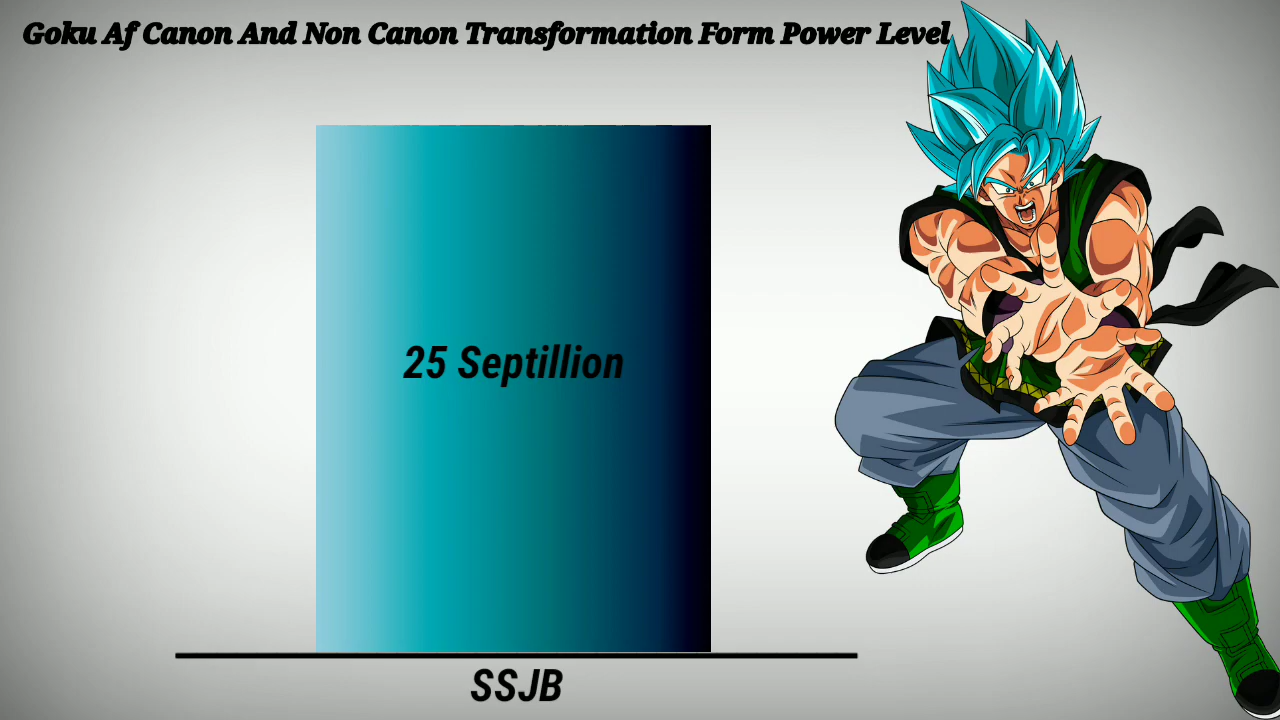 Goku Af Canon And Non Canon Transformation Form Power Level
25 Septillion
SSJB